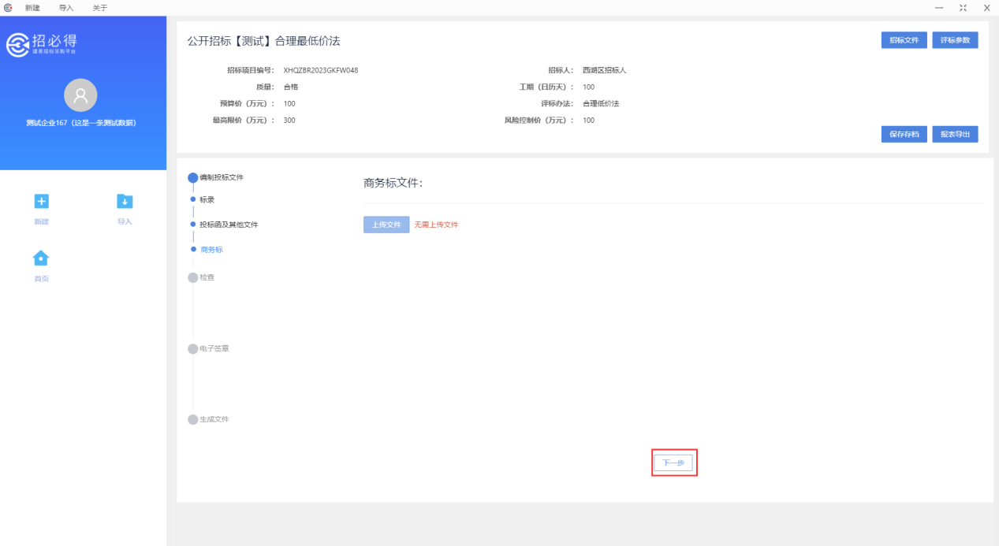 新建 导入 关于
招必得
建易招标采购平台
测试企业167（这是一条测试数据）
新建 导入
首页
公开招标【测试】合理最低价法
招标文件 评标参数
招标项目编号： XHQZBR2023GKFW048 招标人： 西湖区招标人
质量： 合格 工期（日历天）： 100
预算价（万元）： 100 评标办法： 合理低价法
最高限价（万元）： 300 风险控制价（万元）： 100
保存存档 报表导出
编制投标文件
标录
投标函及其他文件
商务标
检查
电子签章
生成文件
商务标文件：
上传文件 无需上传文件
下一步